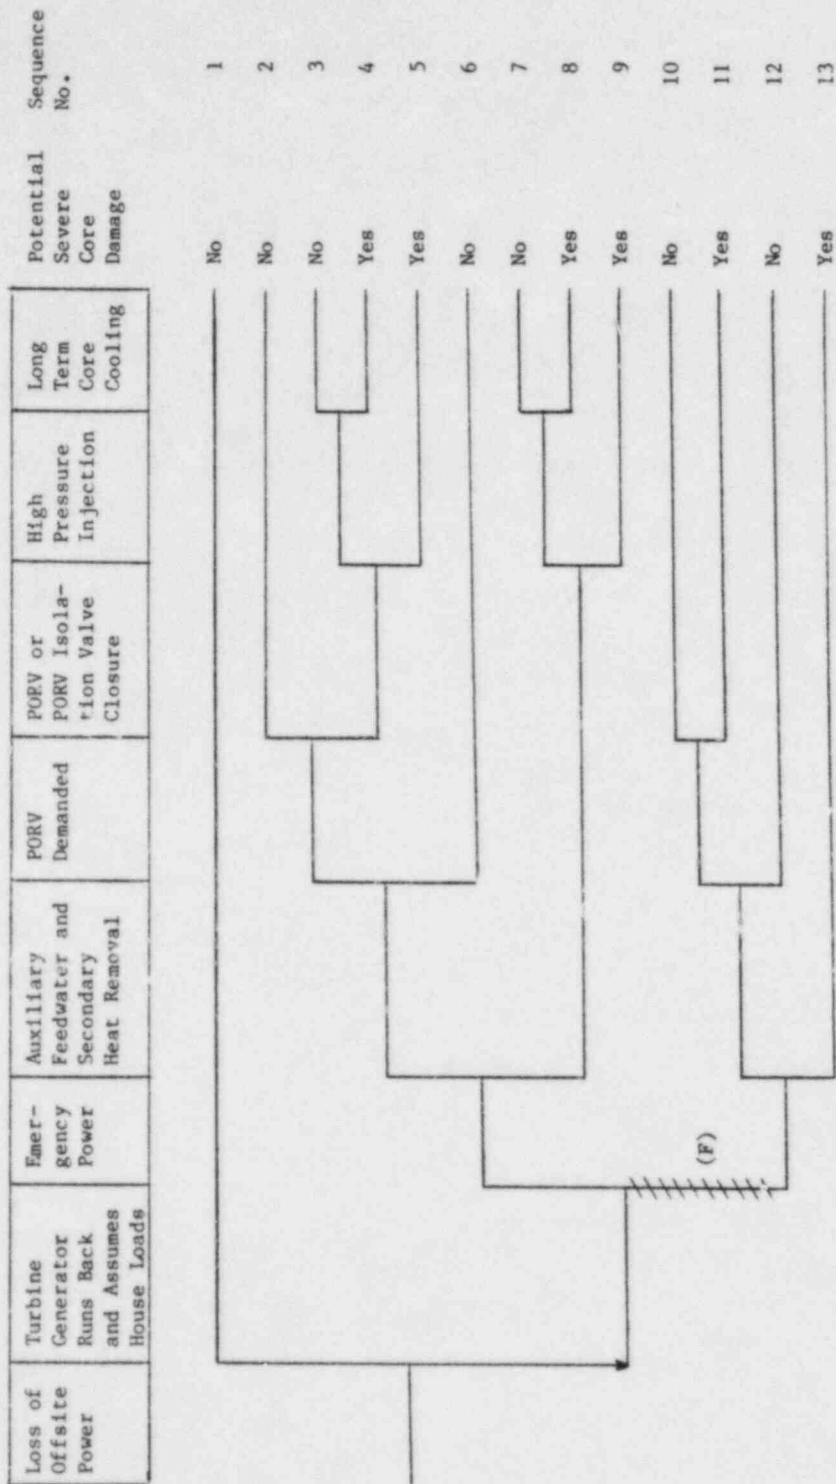 Loss of
Offsite
Power
Turbine
Generator
Runs Back
and Assumes
House Loads
Emer-
gency
Power
Auxiliary
Feedwater and
Secondary
Heat Removal
PORV
Demanded
PORV or
PORV Isola-
tion Valve
Closure
High
Pressure
Injection
Long
Term
Core
Cooling
Potential
Severe
Core
Damage
Sequence
No.
No 1
No 2
No 3
Yes 4
Yes 5
No 6
No 7
Yes 8
Yes 9
No 10
Yes 11
No 12
Yes 13
(F)